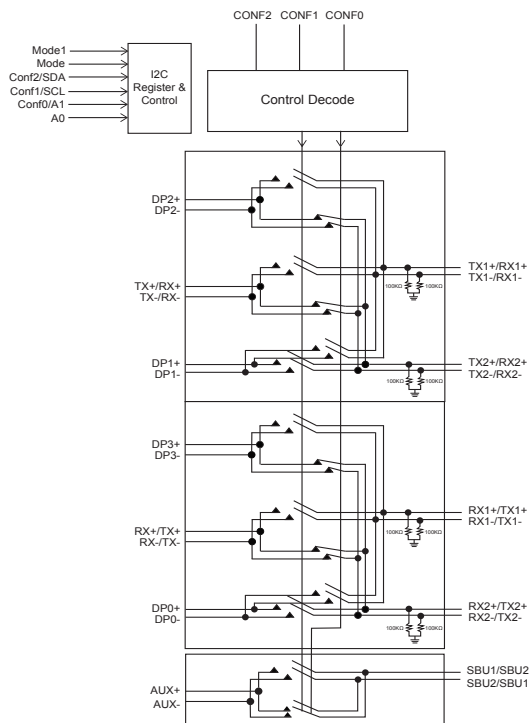 CONF2 CONF1 CONF0
Mode1
Mode
Conf2/SDA
Conf1/SCL
Conf0/A1
A0
I2C
Register &
Control
Control Decode
DP2+
DP2-
TX+/RX+
TX-/RX-
TX1+/RX1+
TX1-/RX1-
100KΩ 100KΩ
DP1+
DP1-
TX2+/RX2+
TX2-/RX2-
100KΩ 100KΩ
DP3+
DP3-
RX+/TX+
RX-/TX-
RX1+/TX1+
RX1-/TX1-
100KΩ 100KΩ
DP0+
DP0-
RX2+/TX2+
RX2-/TX2-
100KΩ 100KΩ
AUX+
AUX-
SBU1/SBU2
SBU2/SBU1